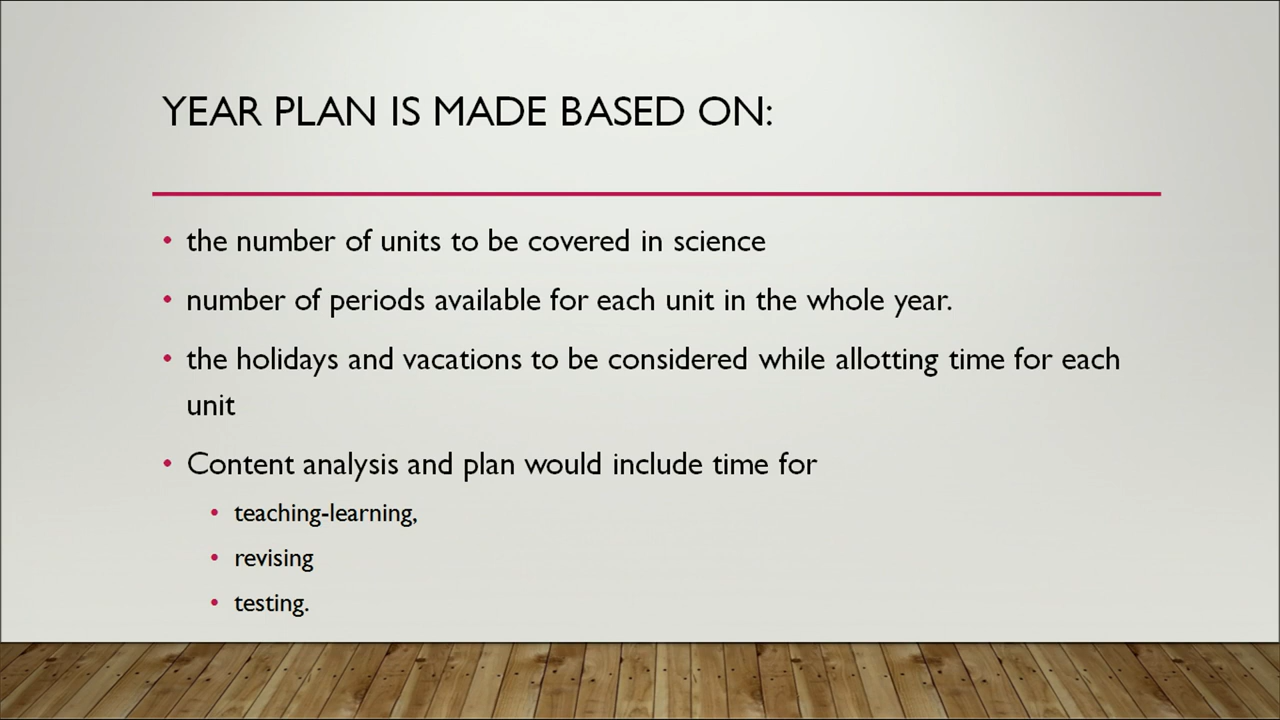 YEAR PLAN IS MADE BASED ON:
• the number of units to be covered in science
• number of periods available for each unit in the whole year.
• the holidays and vacations to be considered while allotting time for each
unit
• Content analysis and plan would include time for
• teaching-learning,
• revising
• testing.